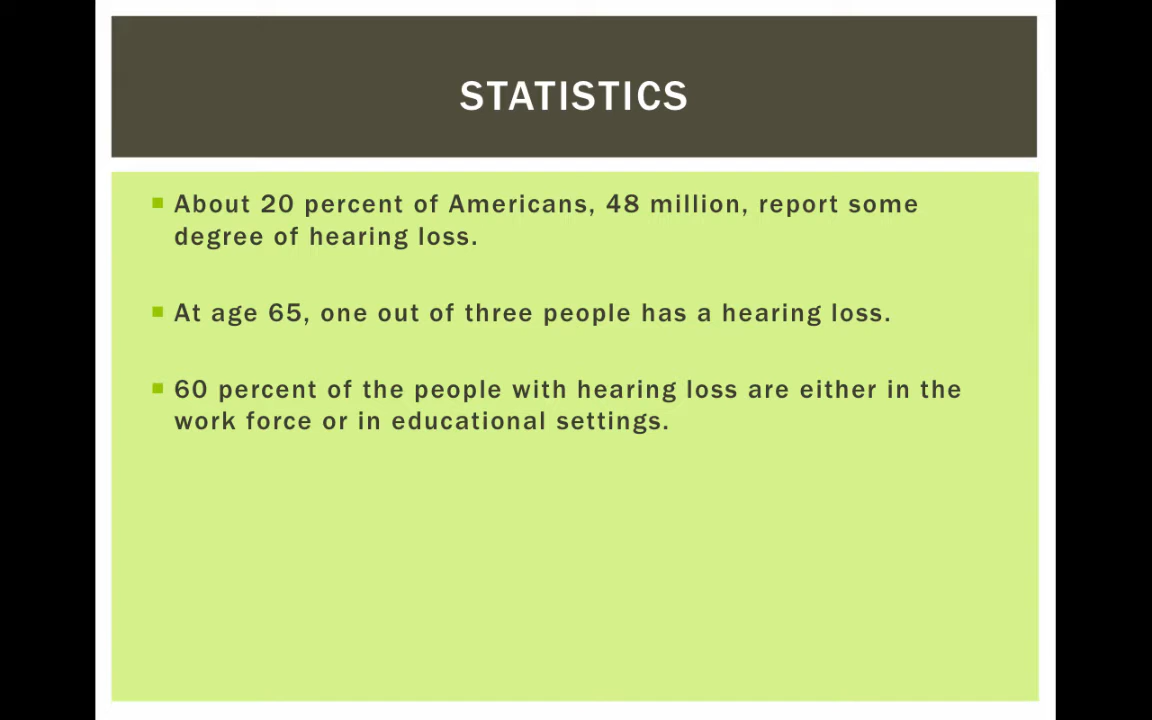 STATISTICS
About 20 percent of Americans, 48 million, report some
degree of hearing loss.
At age 65, one out of three people has a hearing loss.
60 percent of the people with hearing loss are either in the
work force or in educational settings.